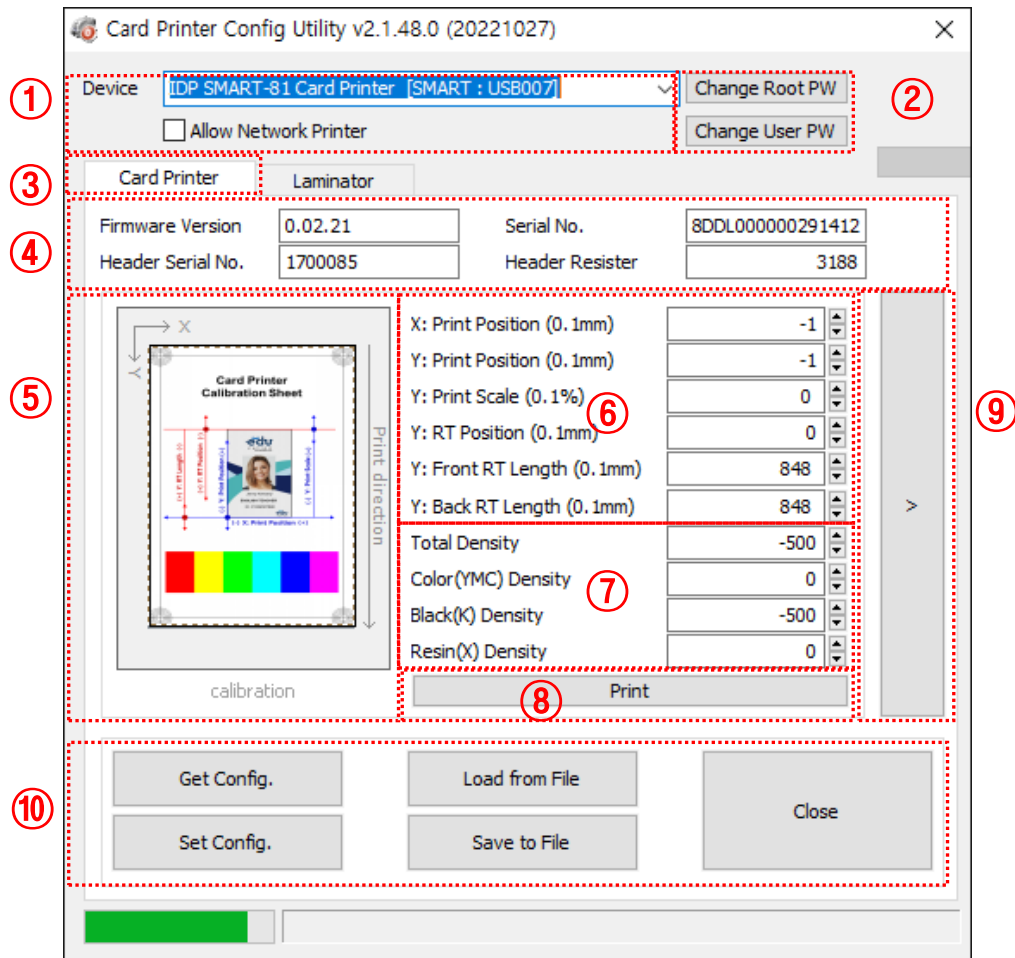 Card Printer Config Utility v2.1.48.0 (20221027)
① Device IDP SMART-81 Card Printer [SMART : USB007] Change Root PW ②
Allow Network Printer Change User PW
③ Card Printer Laminator
④ Firmware Version 0.02.21 Serial No. 8DDL000000291412
Header Serial No. 1700085 Header Resister 3188
⑤ X
Y
Card Printer
Calibration Sheet
edu
(-) X: Print Position (+)
Print direction
calibration
X: Print Position (0.1mm) -1
Y: Print Position (0.1mm) -1
Y: Print Scale (0.1%) 0
⑥
Y: RT Position (0.1mm) 0
Y: Front RT Length (0.1mm) 848
Y: Back RT Length (0.1mm) 848
Total Density -500
Color(YMC) Density 0
⑦
Black(K) Density -500
Resin(X) Density 0
⑧ Print
⑨
>
⑩ Get Config. Load from File Close
Set Config. Save to File